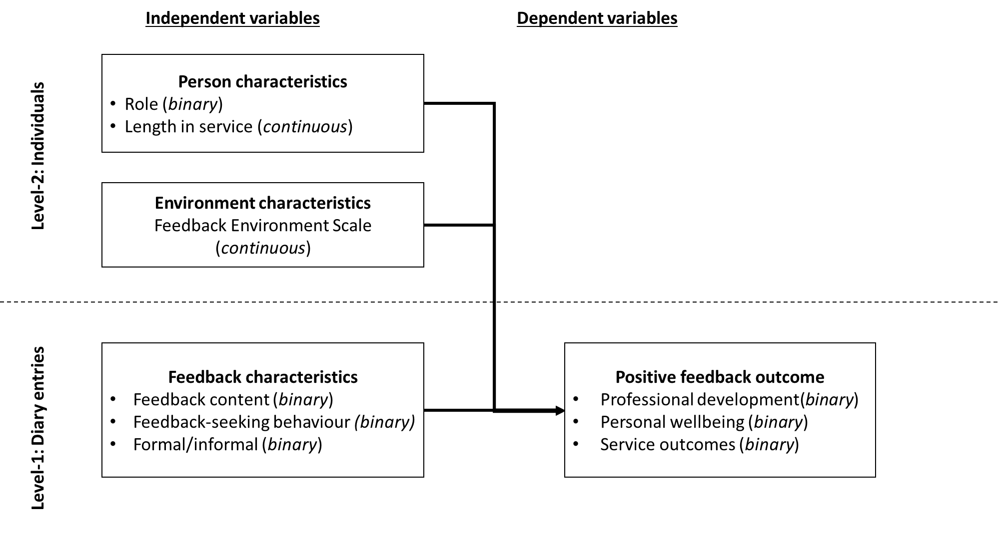 Independent variables
Dependent variables
Level-2: Individuals
Person characteristics
• Role (binary)
• Length in service (continuous)
Environment characteristics
Feedback Environment Scale
(continuous)
Level-1: Diary entries
Feedback characteristics
• Feedback content (binary)
• Feedback-seeking behaviour (binary)
• Formal/informal (binary)
Positive feedback outcome
• Professional development(binary)
• Personal wellbeing (binary)
• Service outcomes (binary)